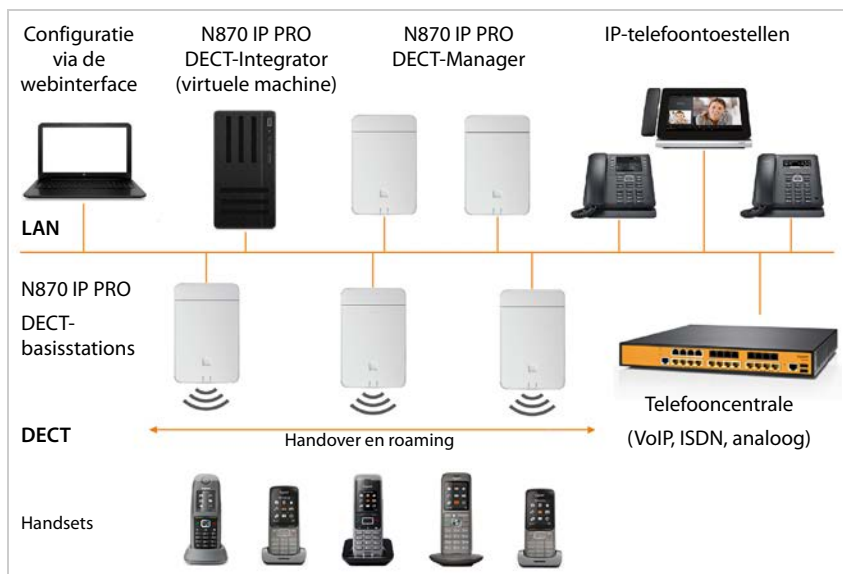 Configuratie
via de
webinterface
N870 IP PRO
DECT-Integrator
(virtuele machine)
N870 IP PRO
DECT-Manager
IP-telefoontoestellen
LAN
N870 IP PRO
DECT-
basisstations
Telefooncentrale
(VoIP, ISDN, analoog)
DECT
Handover en roaming
Handsets